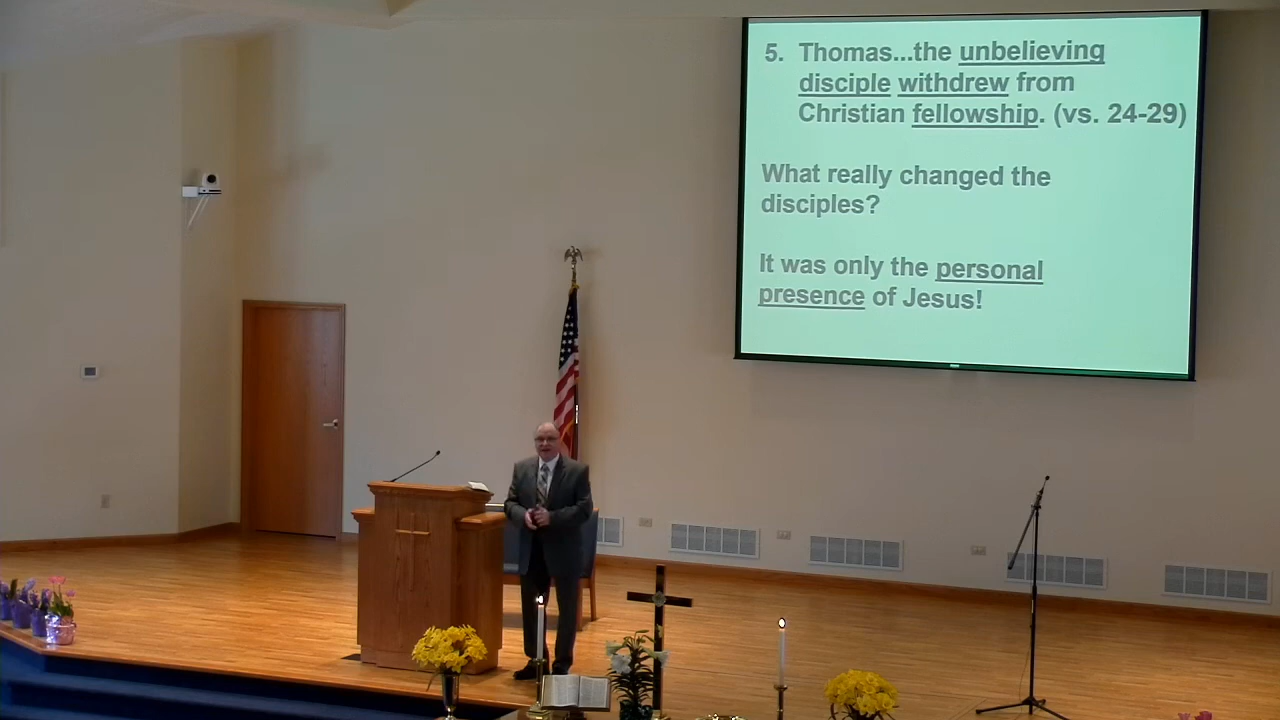 5. Thomas...the unbelieving
disciple withdrew from
Christian fellowship. (vs. 24-29)
What really changed the
disciples?
It was only the personal
presence of Jesus!